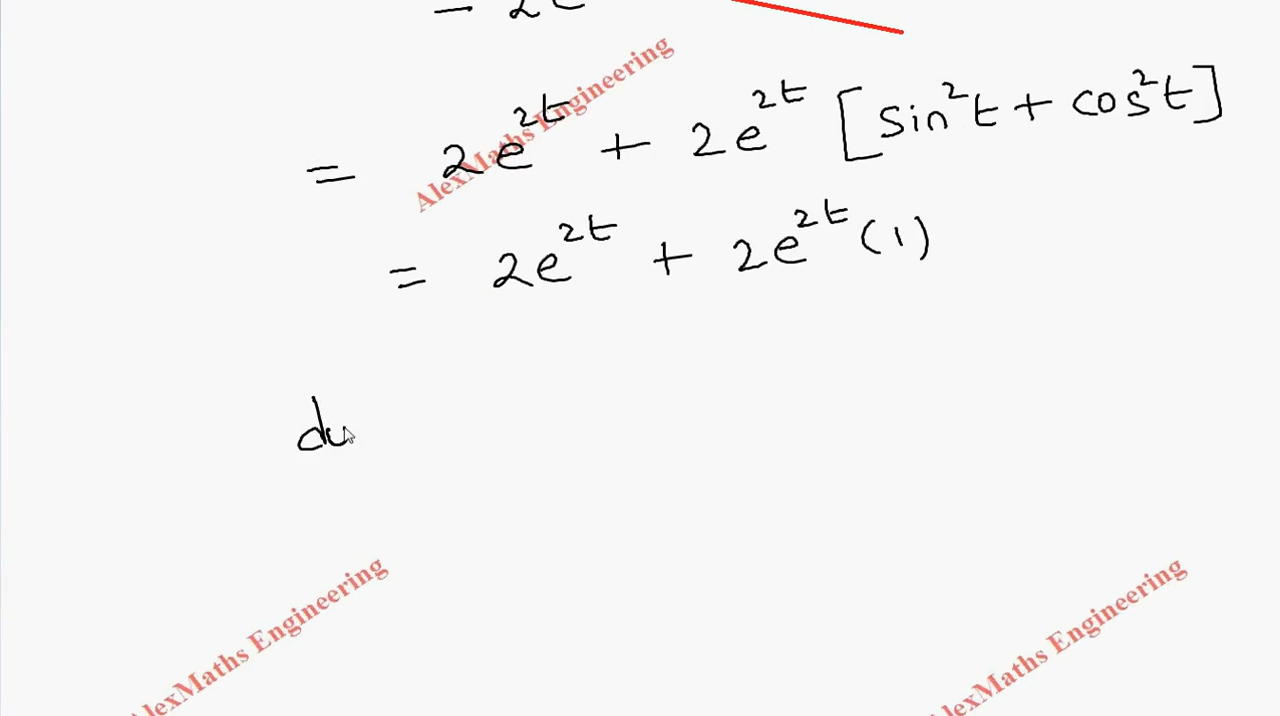 - 2e
= 2e^{2t} + 2e^{2t} [sin^2 t + cos^2 t]
= 2e^{2t} + 2e^{2t} (1)
du
AlexMaths Engineering
AlexMaths Engineering
AlexMaths Engineering